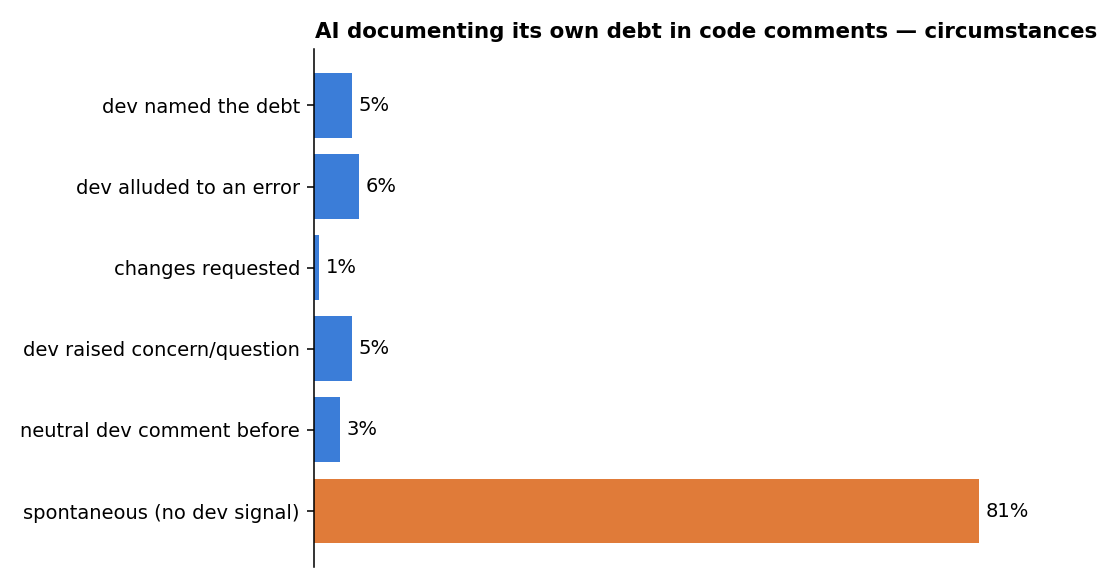 AI documenting its own debt in code comments — circumstances
dev named the debt 5%
dev alluded to an error 6%
changes requested 1%
dev raised concern/question 5%
neutral dev comment before 3%
spontaneous (no dev signal) 81%